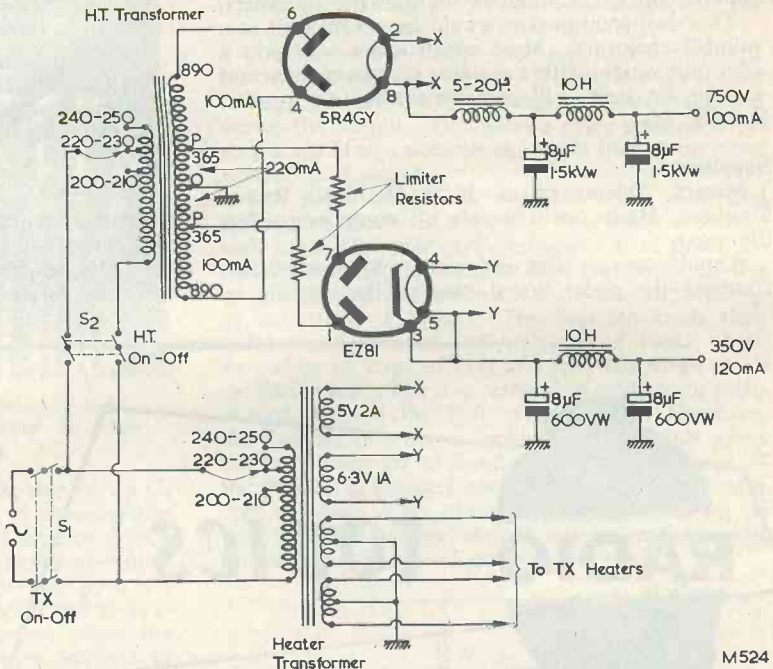 H.T. Transformer
6
2
X
8
X
4
5R4GY
890
100mA
P
365
O
220mA
P
365
100mA
890
240-250
220-230
200-210
5-20H.
10H
750V
100mA
8µF
1·5kVw
8µF
1·5kVw
Limiter
Resistors
7
4
Y
5
Y
1
3
EZ81
10H
350V
120mA
8µF
600VW
8µF
600VW
S2
H.T.
On-Off
S1
TX
On-Off
240-250
220-230
200-210
5V 2A
X
X
6·3V 1A
Y
Y
To TX Heaters
Heater
Transformer
M524